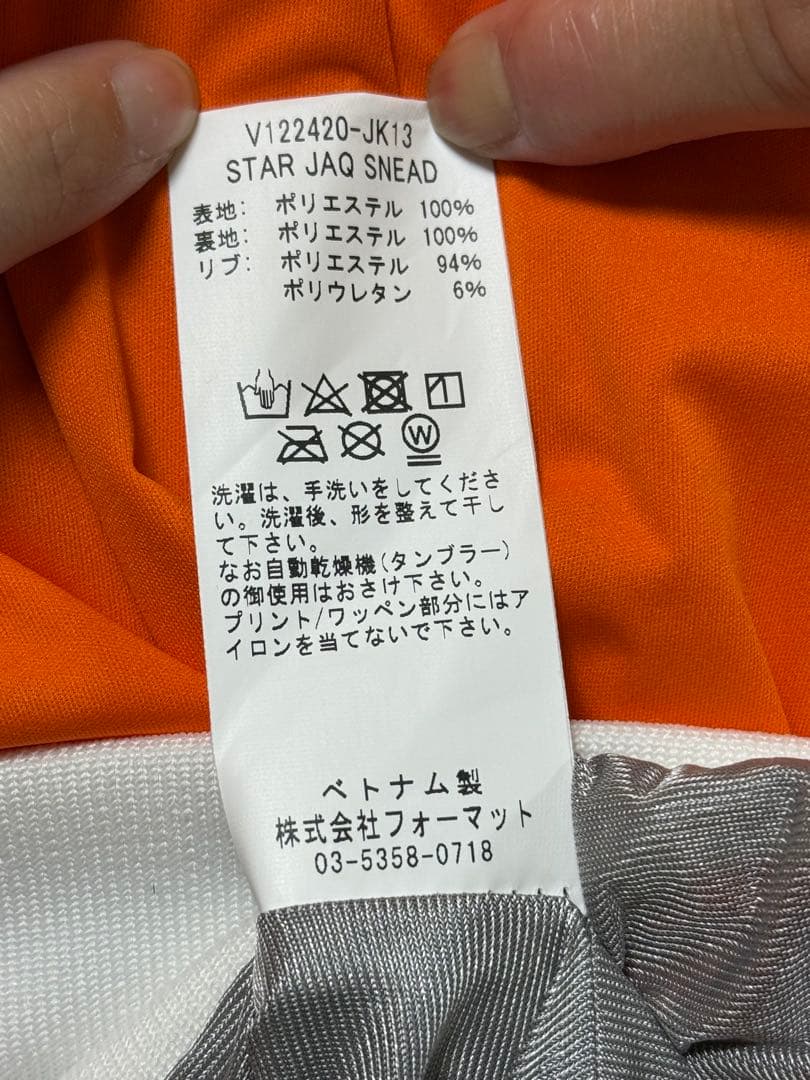 V122420-JK13
STAR JAQ SNEAD
表地: ポリエステル 100%
裏地: ポリエステル 100%
リブ: ポリエステル 94%
ポリウレタン 6%
W
洗濯は、手洗いをしてくださ
い。洗濯後、形を整えて干し
て下さい。
なお自動乾燥機(タンブラー)
の御使用はおさけ下さい。
プリント/ワッペン部分にはア
イロンを当てないで下さい。
ベトナム製
株式会社フォーマット
03-5358-0718